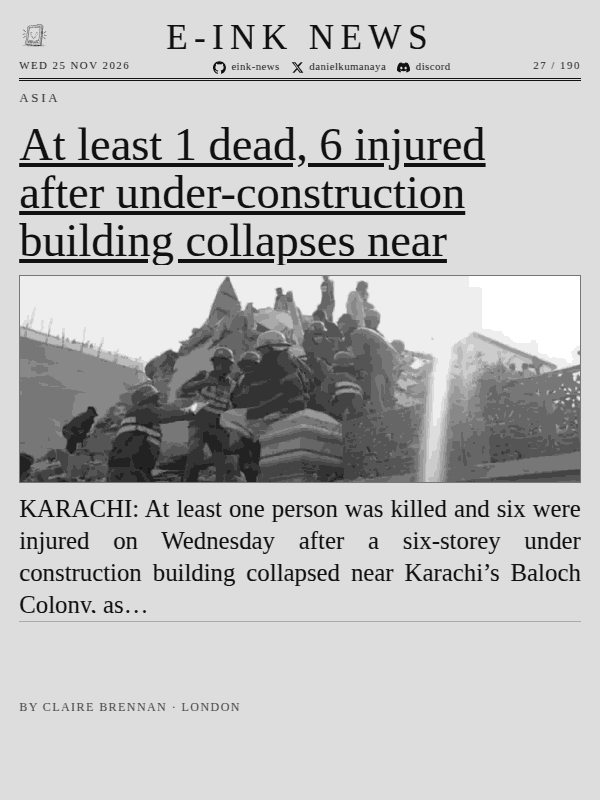 E-INK NEWS
WED 25 NOV 2026
eink-news danielkumanaya discord
27 / 190
ASIA
At least 1 dead, 6 injured
after under-construction
building collapses near
KARACHI: At least one person was killed and six were
injured on Wednesday after a six-storey under
construction building collapsed near Karachi’s Baloch
Colony, as…
BY CLAIRE BRENNAN · LONDON